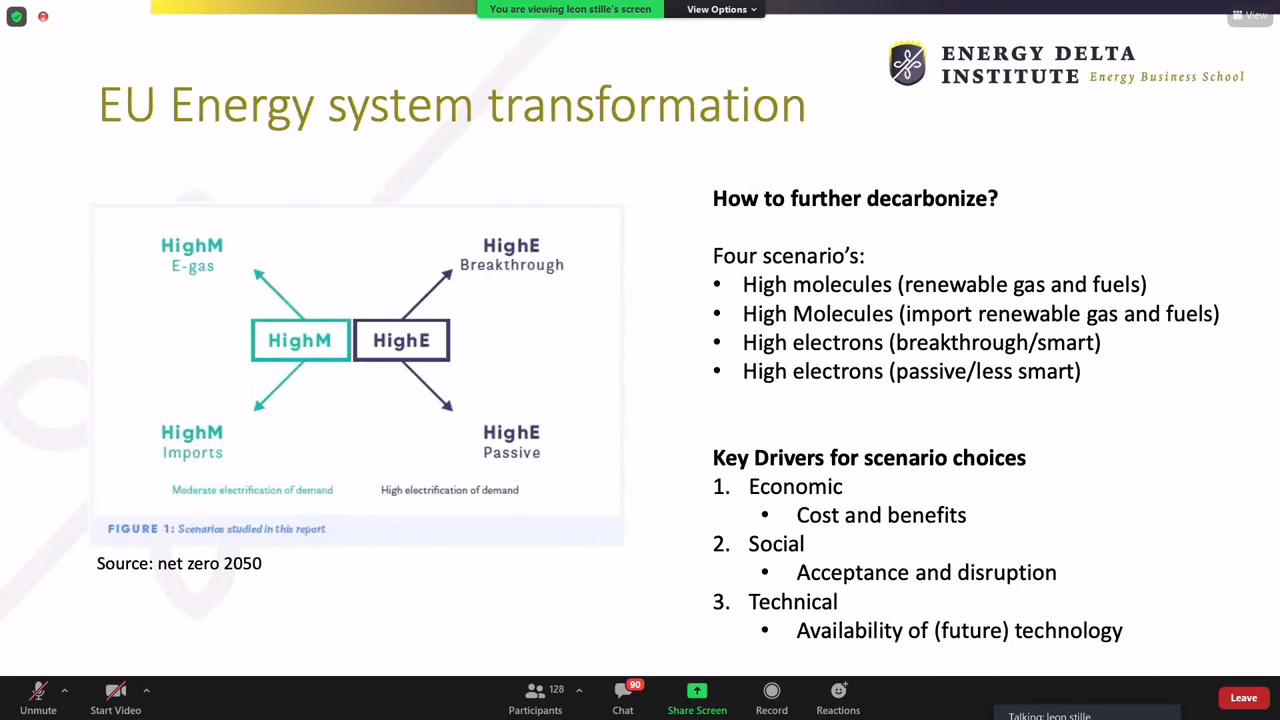 You are viewing leon stille's screen
View Options
View
ENERGY DELTA
INSTITUTE Energy Business School
EU Energy system transformation
HighM
E-gas
HighE
Breakthrough
HighM
HighE
HighM
Imports
HighE
Passive
Moderate electrification of demand
High electrification of demand
FIGURE 1: Scenarios studied in this report
Source: net zero 2050
How to further decarbonize?
Four scenario's:
• High molecules (renewable gas and fuels)
• High Molecules (import renewable gas and fuels)
• High electrons (breakthrough/smart)
• High electrons (passive/less smart)
Key Drivers for scenario choices
1. Economic
• Cost and benefits
2. Social
• Acceptance and disruption
3. Technical
• Availability of (future) technology
Unmute
Start Video
128
Participants
90
Chat
Share Screen
Record
Reactions
Leave
Talking: leon stille